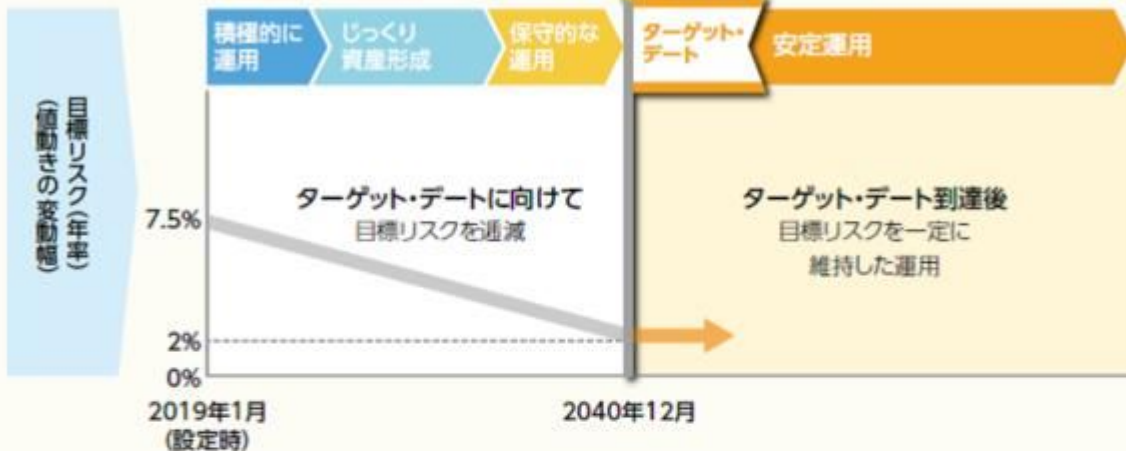 積極的に
運用
じっくり
資産形成
保守的な
運用
ターゲット・
デート
安定運用
目標リスク(年率)
(値動きの変動幅)
7.5%
2%
0%
ターゲット・デートに向けて
目標リスクを逓減
ターゲット・デート到達後
目標リスクを一定に
維持した運用
2019年1月
(設定時)
2040年12月